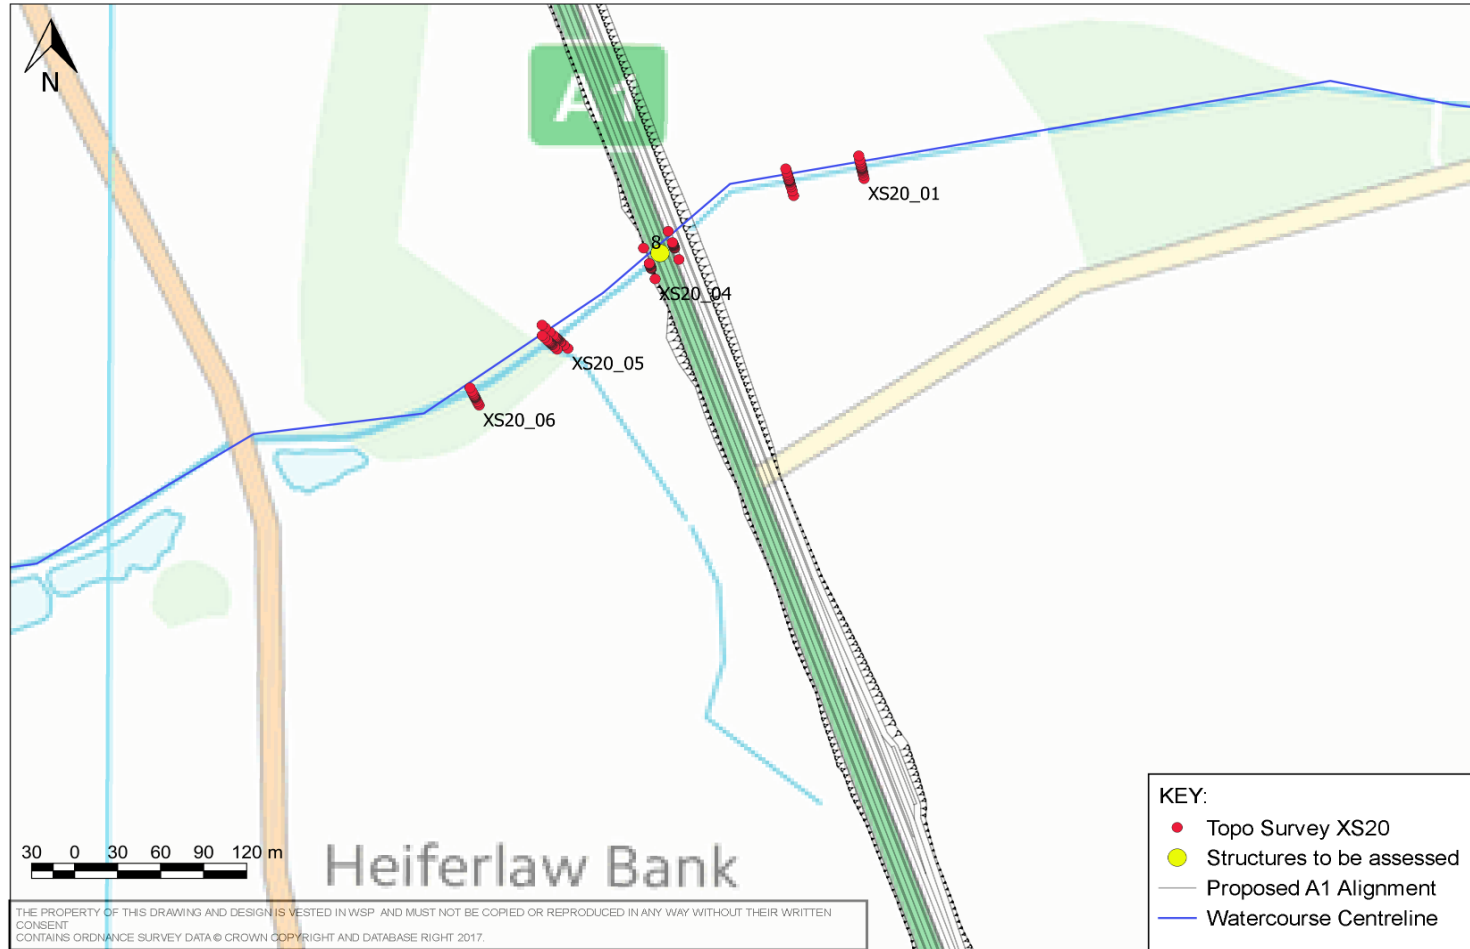 N
A1
XS20_01
8
XS20_04
XS20_05
XS20_06
30 0 30 60 90 120 m
Heiferlaw Bank
KEY:
Topo Survey XS20
Structures to be assessed
Proposed A1 Alignment
Watercourse Centreline
THE PROPERTY OF THIS DRAWING AND DESIGN IS VESTED IN WSP AND MUST NOT BE COPIED OR REPRODUCED IN ANY WAY WITHOUT THEIR WRITTEN
CONSENT
CONTAINS ORDNANCE SURVEY DATA © CROWN COPYRIGHT AND DATABASE RIGHT 2017.